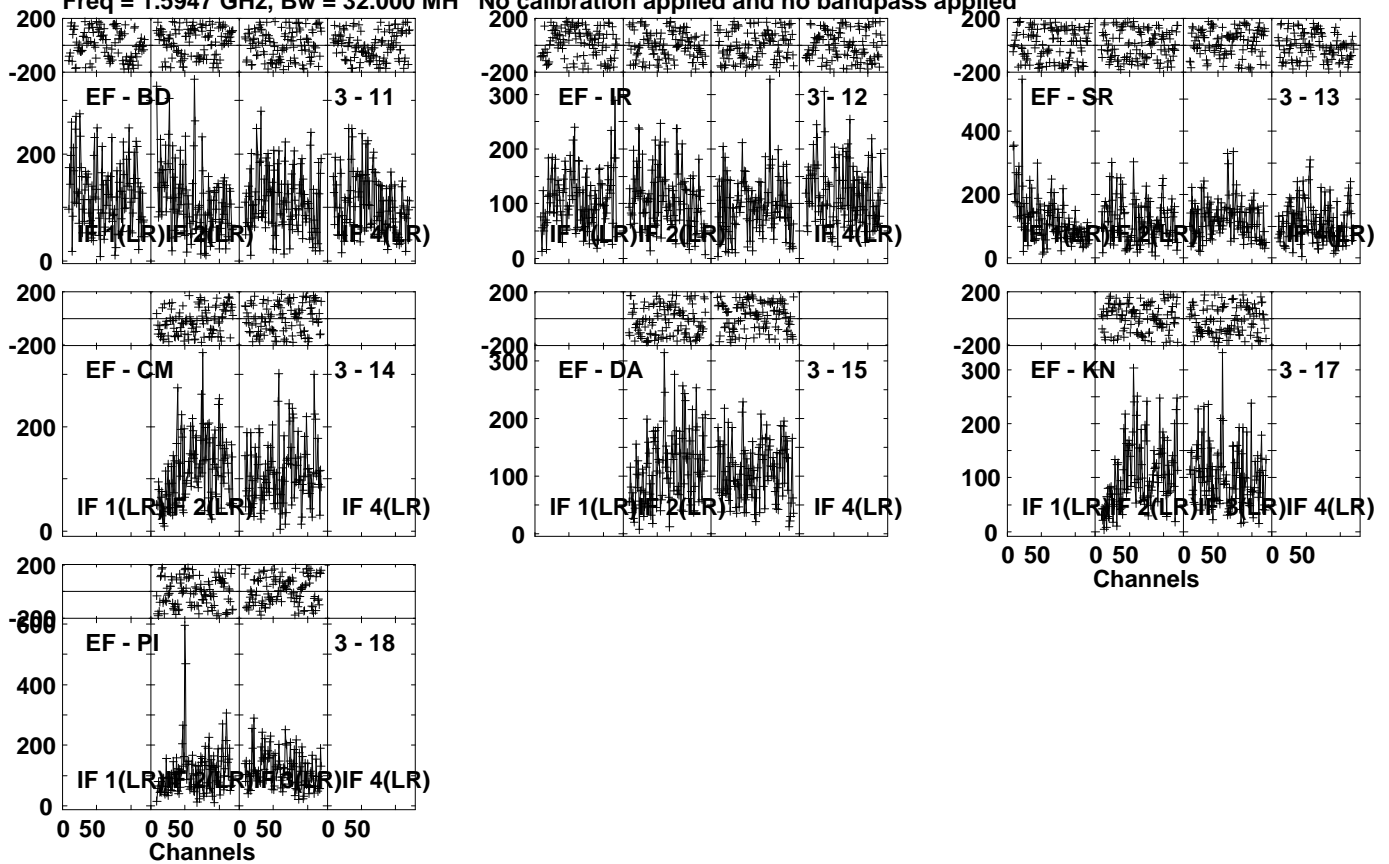 Freq = 1.5947 GHz, Bw = 32.000 MH No calibration applied and no bandpass applied
200
-200
EF - BD
3 - 11
200
0
IF 1(LR)
IF 2(LR)
IF 4(LR)
200
-200
EF - IR
3 - 12
300
200
100
0
IF 1(LR)
IF 2(LR)
IF 4(LR)
200
-200
EF - SR
3 - 13
400
200
0
IF 1(LR)
IF 2(LR)
IF 4(LR)
200
-200
EF - CM
3 - 14
200
0
IF 1(LR)
IF 2(LR)
IF 4(LR)
200
-200
EF - DA
3 - 15
300
200
100
0
IF 1(LR)
IF 2(LR)
IF 4(LR)
200
-200
EF - KN
3 - 17
300
200
100
0
IF 1(LR)
IF 2(LR)
IF 3(LR)
IF 4(LR)
0 50
0 50
0 50
0 50
Channels
200
-200
EF - PI
3 - 18
600
400
200
0
IF 1(LR)
IF 2(LR)
IF 3(LR)
IF 4(LR)
0 50
0 50
0 50
0 50
Channels